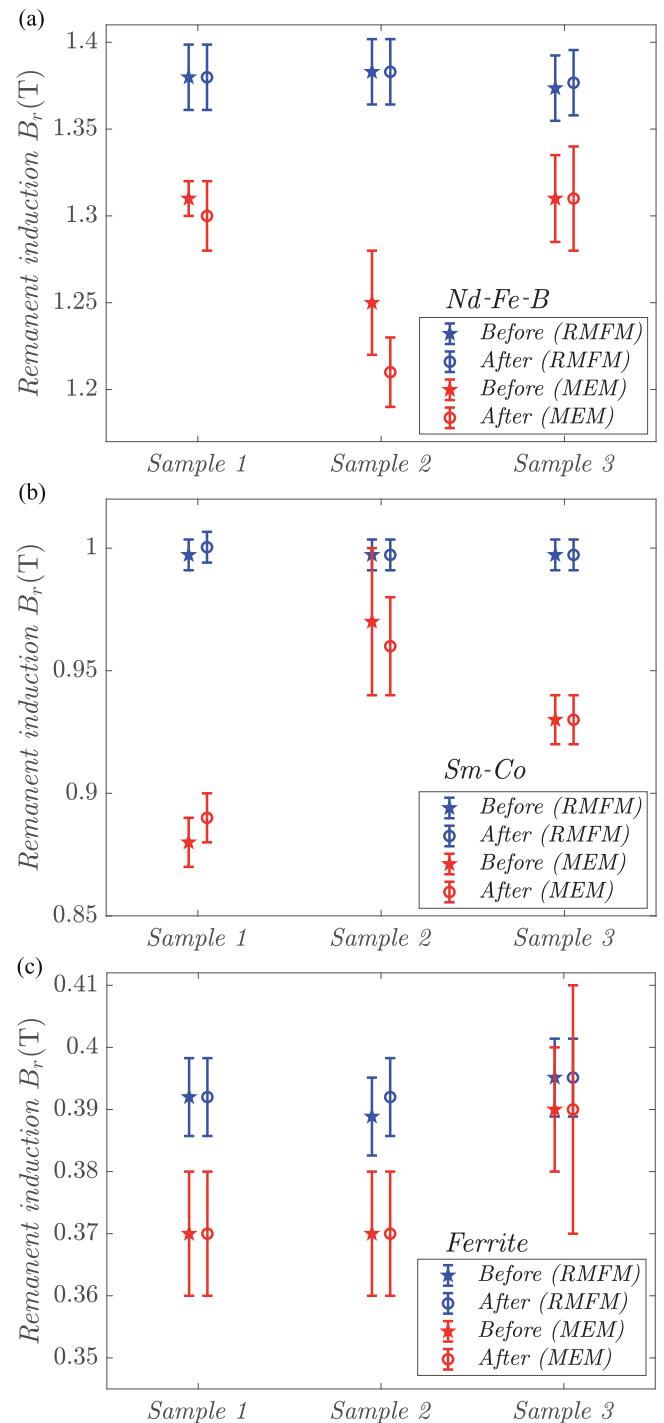 (a)
Remanent induction B_r(T)
1.4
1.35
1.3
1.25
1.2
Nd-Fe-B
Before (RMFM)
After (RMFM)
Before (MEM)
After (MEM)
Sample 1 Sample 2 Sample 3
(b)
Remanent induction B_r(T)
1
0.95
0.9
0.85
Sm-Co
Before (RMFM)
After (RMFM)
Before (MEM)
After (MEM)
Sample 1 Sample 2 Sample 3
(c)
Remanent induction B_r(T)
0.41
0.4
0.39
0.38
0.37
0.36
0.35
Ferrite
Before (RMFM)
After (RMFM)
Before (MEM)
After (MEM)
Sample 1 Sample 2 Sample 3